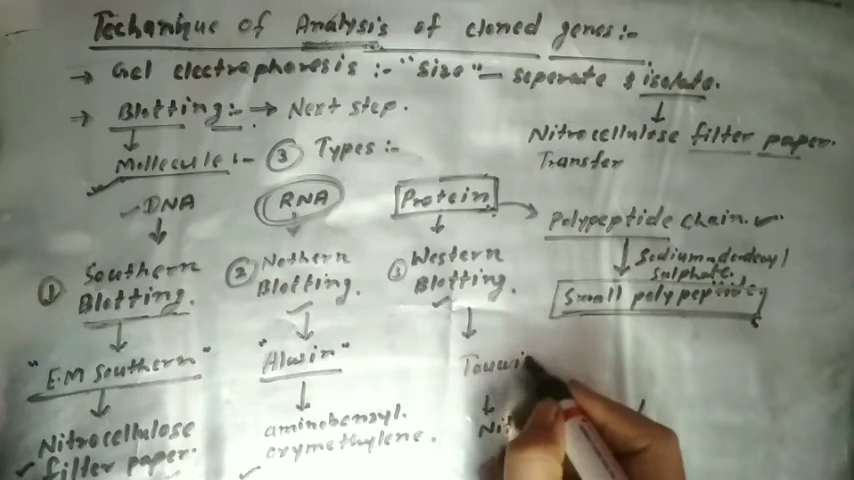 Technique of Analysis of cloned genes:-
→ Gel electrophoresis :- "Size" — seperate & isolate.
→ Blotting :- → Next step.
Nitrocellulose filter paper.
Transfer
Mollecule :- ③ Types :-
DNA
RNA
Protein
Polypeptide chain.
Sodium dodecyl
sulphate.
Small polypeptide
① Southern
Blotting.
② Nothern
Blotting.
③ Western
Blotting.
"E.M Southern"
"Alwin"
Nitrocellulose
filter paper.
aminobenzyl.
oxymethylene.
Nit